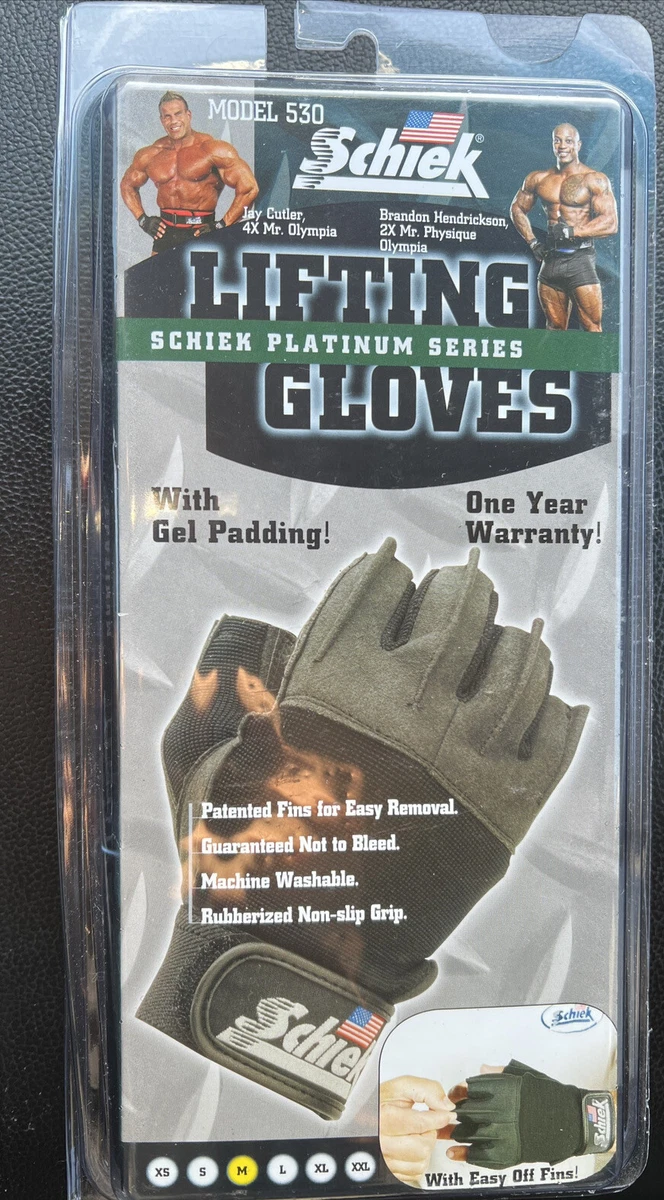 MODEL 530
Schiek®
Jay Cutler,
4X Mr. Olympia
Brandon Hendrickson,
2X Mr. Physique
Olympia
LIFTING
SCHIEK PLATINUM SERIES
GLOVES
With
Gel Padding!
One Year
Warranty!
Patented Fins for Easy Removal.
Guaranteed Not to Bleed.
Machine Washable.
Rubberized Non-slip Grip.
Schiek
Schiek
Schiek
With Easy Off Fins!
XS S M L XL XXL